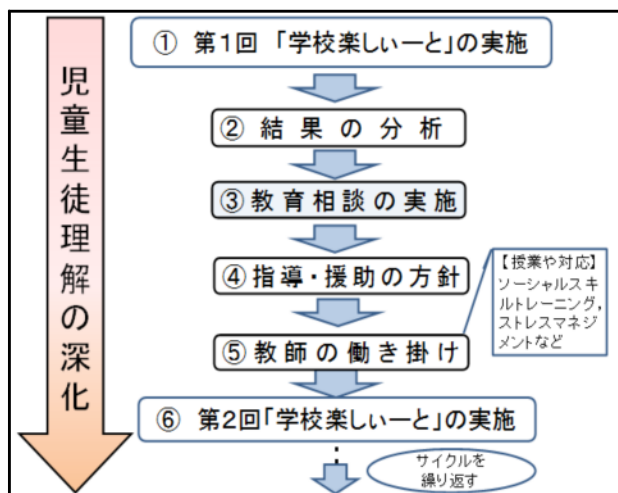 児童生徒理解の深化
① 第1回 「学校楽しぃーと」の実施
② 結果の分析
③教育相談の実施
④指導・援助の方針
【授業や対応】
ソーシャルスキ
ルトレーニング,
ストレスマネジ
メントなど
⑤教師の働き掛け
⑥ 第2回「学校楽しぃーと」の実施
サイクルを
繰り返す